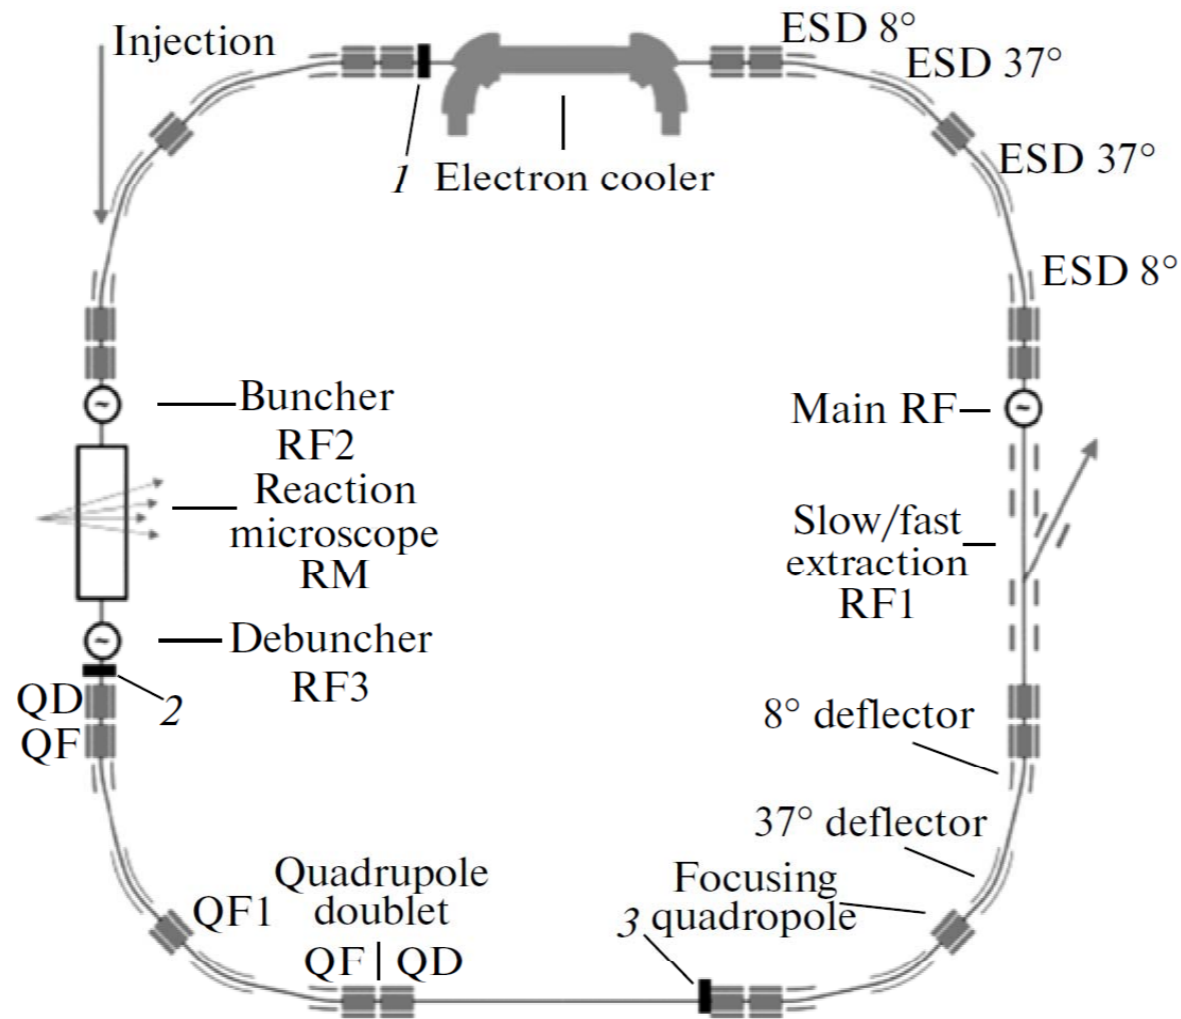 Injection
ESD 8°
ESD 37°
1
Electron cooler
ESD 37°
ESD 8°
Buncher
RF2
Main RF
~
~
Reaction
microscope
RM
Slow/fast
extraction
RF1
~
Debuncher
RF3
QD
2
QF
8° deflector
37° deflector
Quadrupole
doublet
QF1
Focusing
quadropole
3
QF | QD